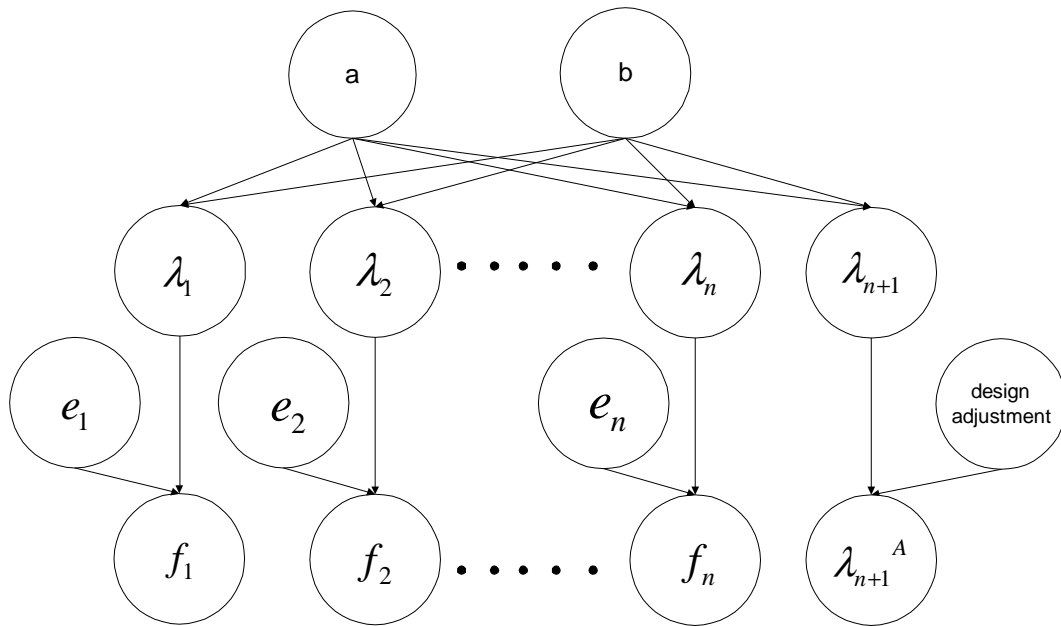 a b
λ₁ λ₂ λₙ λₙ₊₁
e₁ e₂ eₙ design adjustment
f₁ f₂ fₙ λₙ₊₁ᴬ